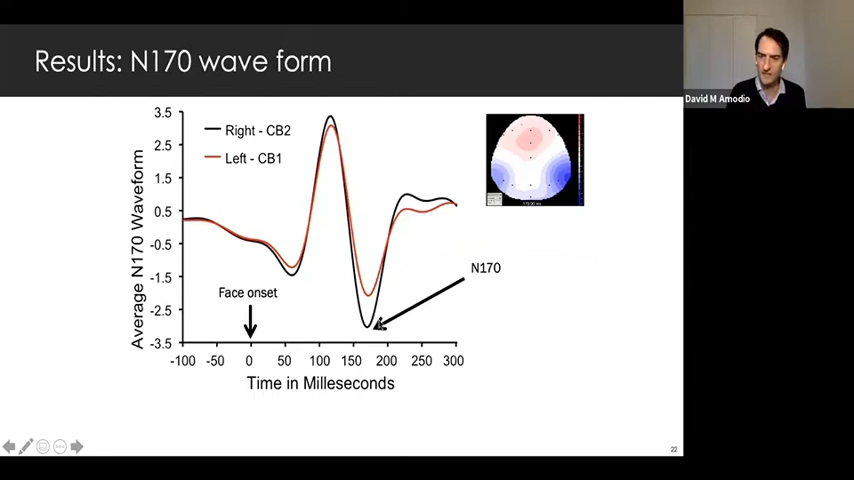 Results: N170 wave form
David M Amodio
3.5
2.5
1.5
0.5
-0.5
-1.5
-2.5
-3.5
Average N170 Waveform
Right - CB2
Left - CB1
N170
Face onset
-100 -50 0 50 100 150 200 250 300
Time in Milleseconds
22